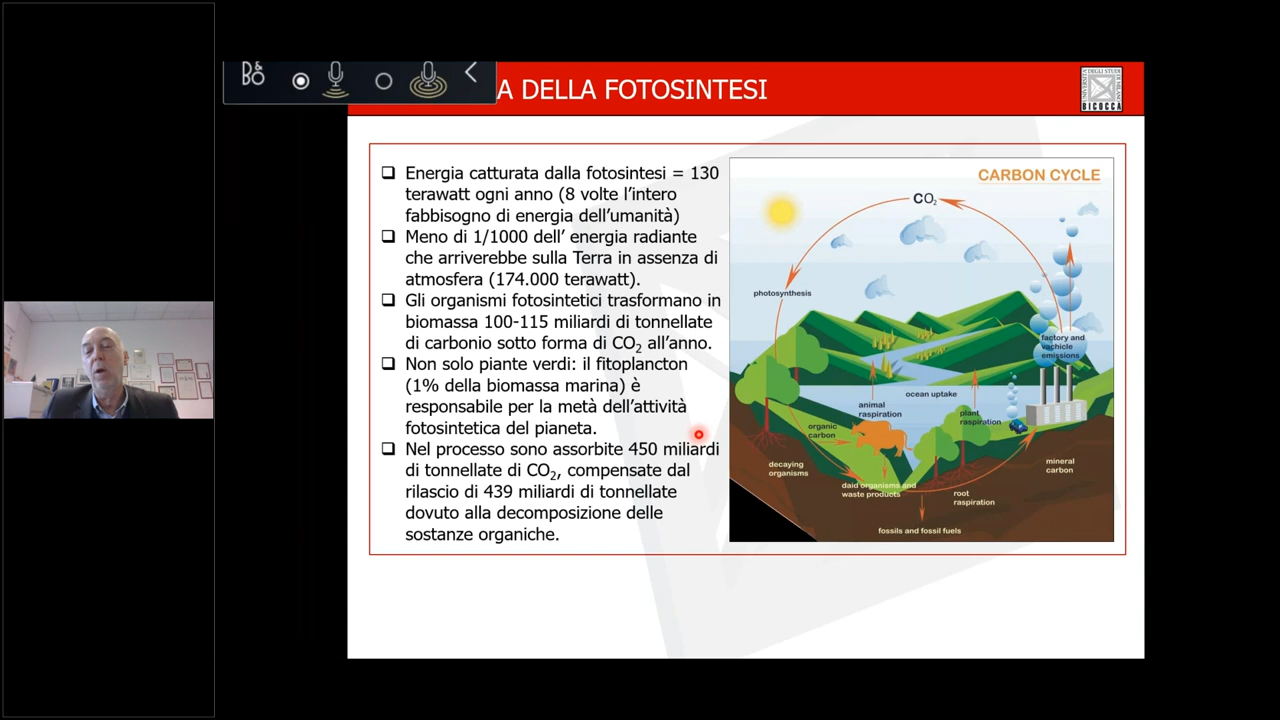 B&
BO
A DELLA FOTOSINTESI
UNIVERSITÀ
DEGLI STUDI
BICOCCA
Energia catturata dalla fotosintesi = 130
terawatt ogni anno (8 volte l’intero
fabbisogno di energia dell’umanità)
Meno di 1/1000 dell’ energia radiante
che arriverebbe sulla Terra in assenza di
atmosfera (174.000 terawatt).
Gli organismi fotosintetici trasformano in
biomassa 100-115 miliardi di tonnellate
di carbonio sotto forma di CO₂ all’anno.
Non solo piante verdi: il fitoplancton
(1% della biomassa marina) è
responsabile per la metà dell’attività
fotosintetica del pianeta.
Nel processo sono assorbite 450 miliardi
di tonnellate di CO₂, compensate dal
rilascio di 439 miliardi di tonnellate
dovuto alla decomposizione delle
sostanze organiche.
CARBON CYCLE
CO₂
photosynthesis
factory and
vachicle
emissions
ocean uptake
animal
raspiration
plant
raspiration
organic
carbon
decaying
organisms
mineral
carbon
daid organisms and
waste products
root
raspiration
fossils and fossil fuels